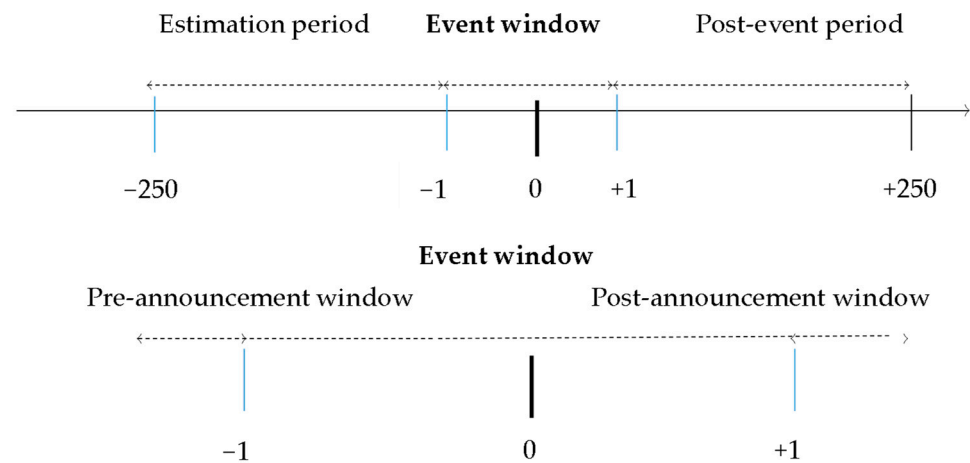 Estimation period Event window Post-event period
−250 −1 0 +1 +250
Event window
Pre-announcement window Post-announcement window
−1 0 +1